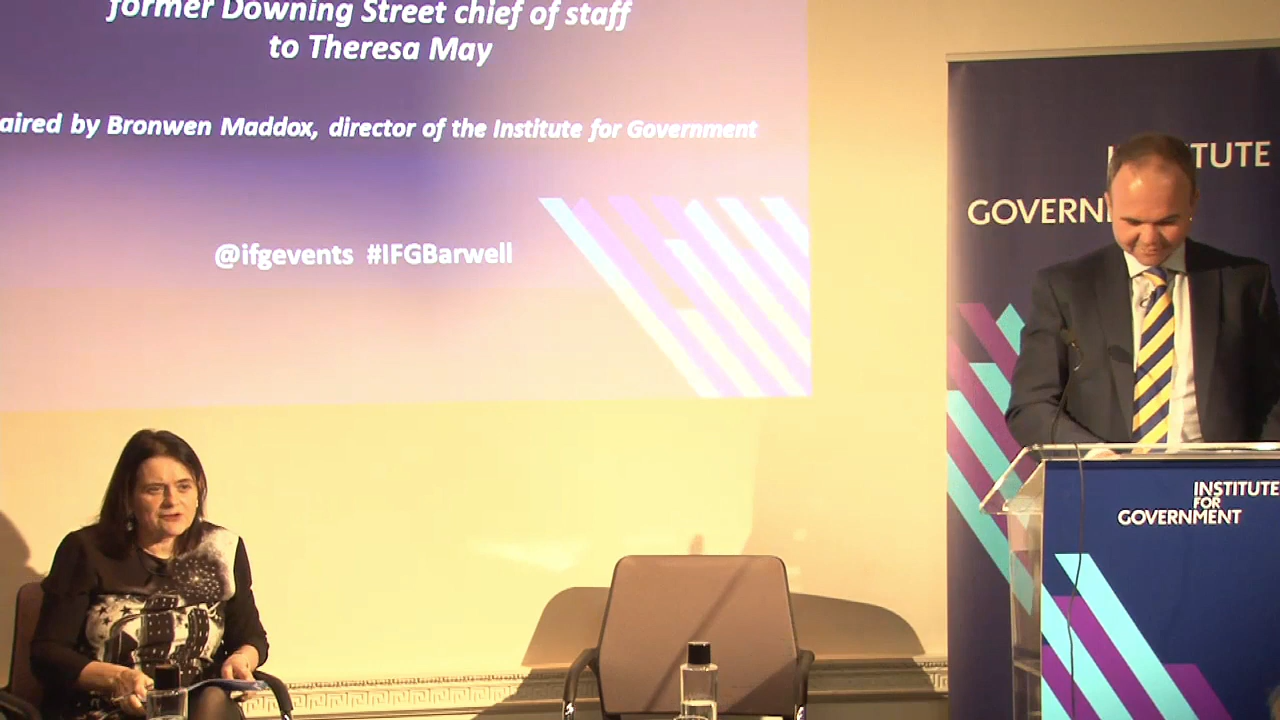 former Downing Street chief of staff
to Theresa May
aired by Bronwen Maddox, director of the Institute for Government
@ifgevents #IFGBarwell
TUTE
GOVERN
INSTITUTE
FOR
GOVERNMENT